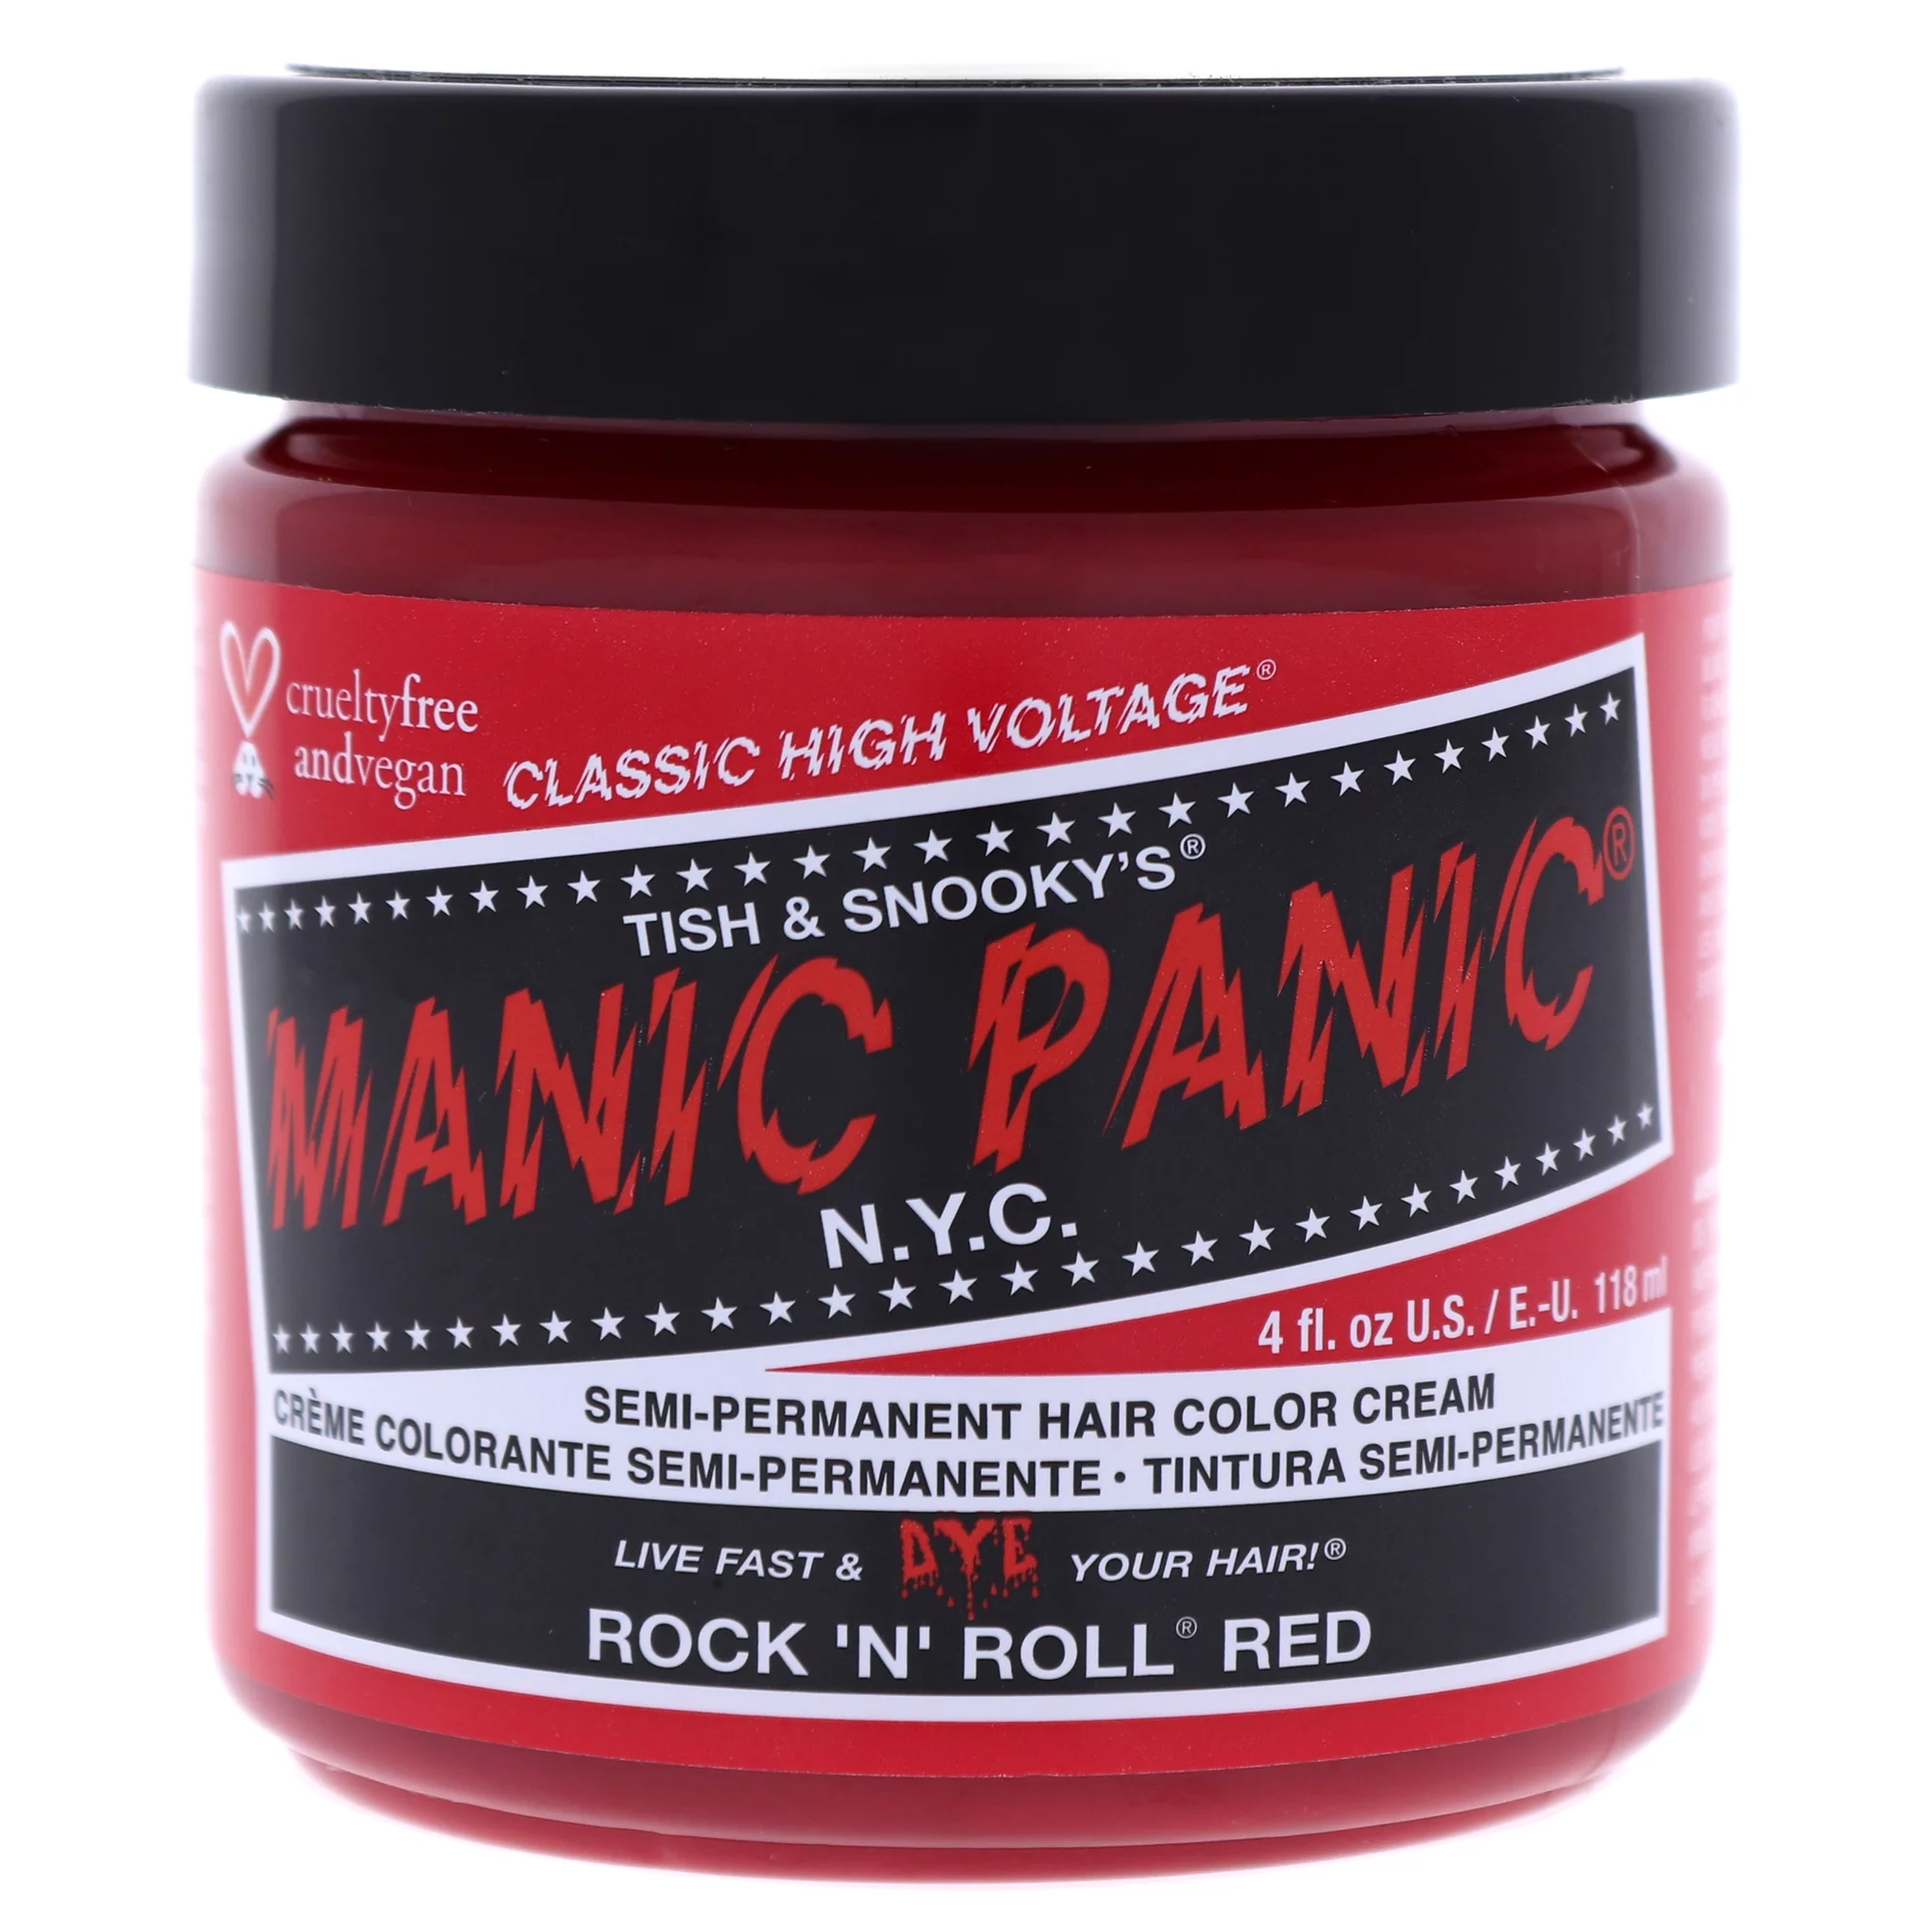 crueltyfree
andvegan
CLASSIC HIGH VOLTAGE®
TISH & SNOOKY'S®
MANIC PANIC®
N.Y.C.
4 fl. oz U.S. / E.-U. 118 ml
SEMI-PERMANENT HAIR COLOR CREAM
CRÈME COLORANTE SEMI-PERMANENTE • TINTURA SEMI-PERMANENTE
LIVE FAST & DYE YOUR HAIR!®
ROCK 'N' ROLL® RED